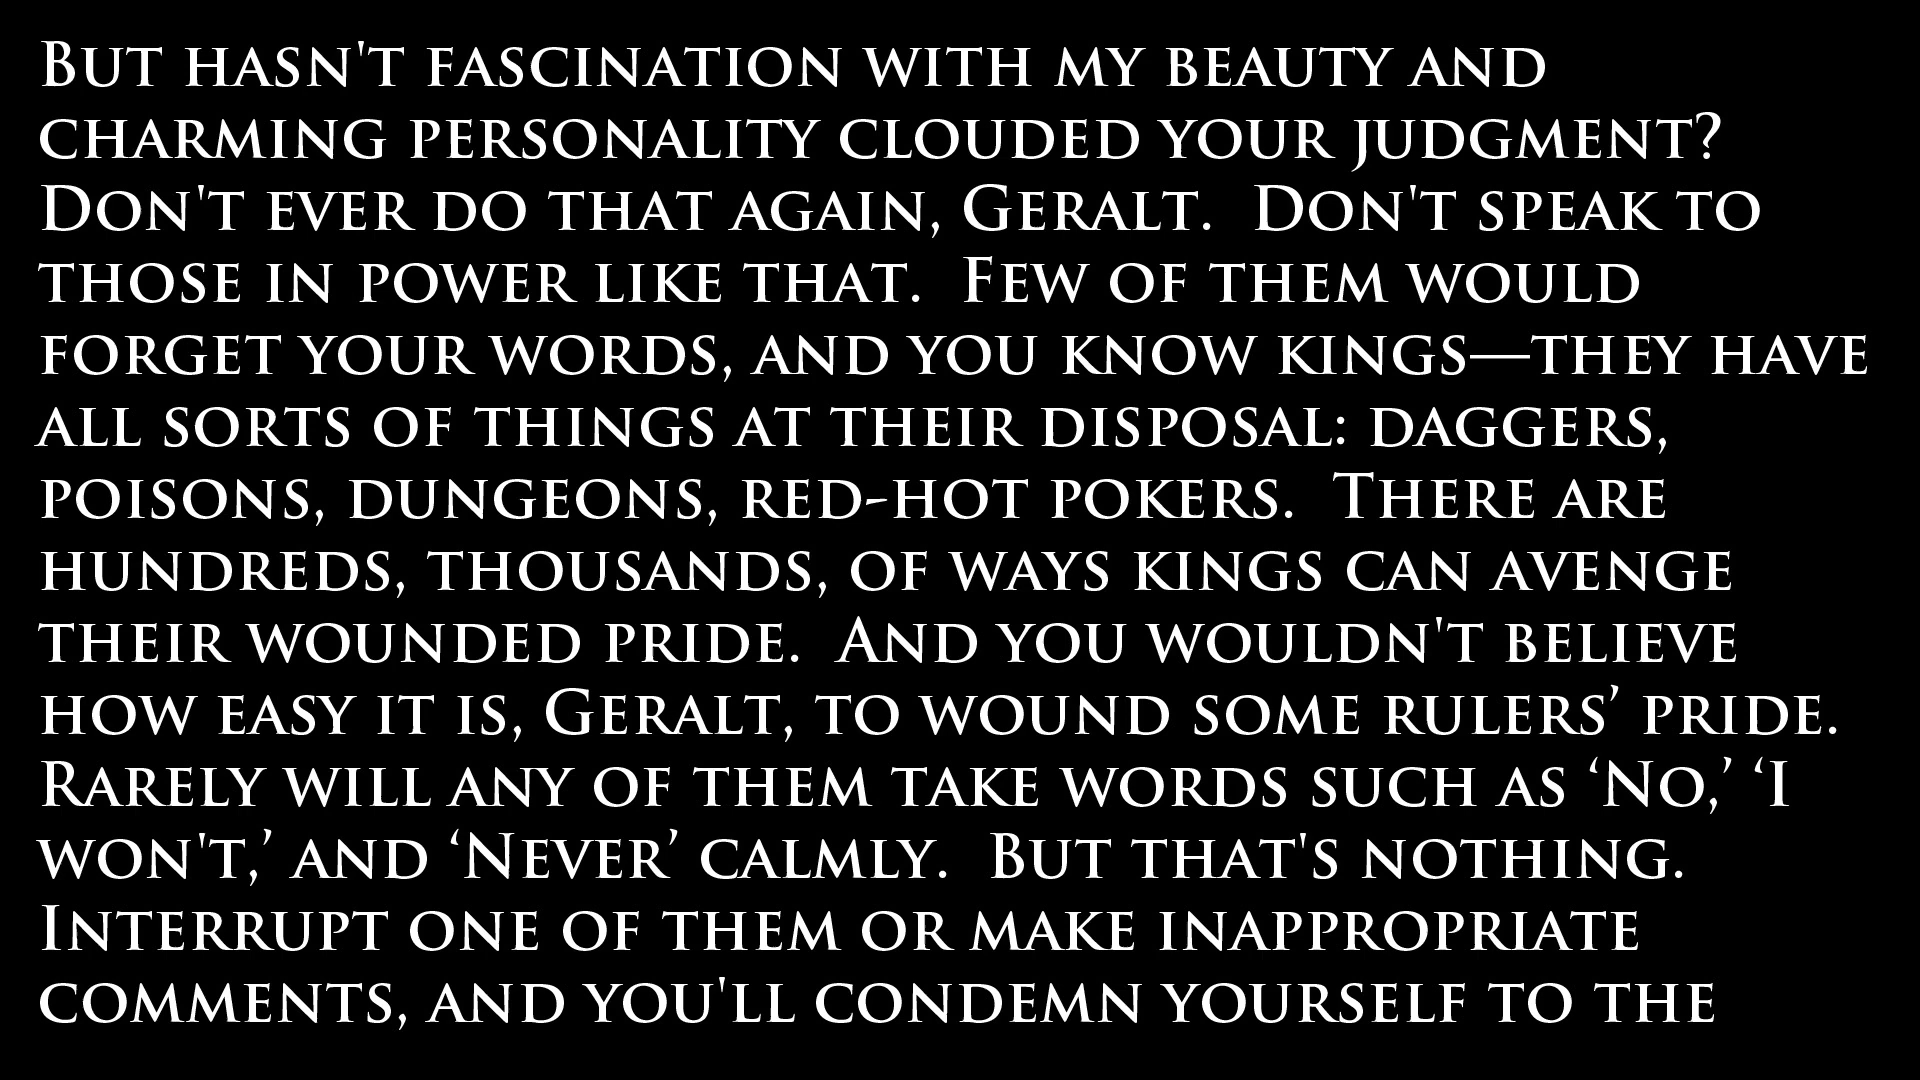 But hasn't fascination with my beauty and
charming personality clouded your judgment?
Don't ever do that again, Geralt.  Don't speak to
those in power like that.  Few of them would
forget your words, and you know kings—they have
all sorts of things at their disposal: daggers,
poisons, dungeons, red-hot pokers.  There are
hundreds, thousands, of ways kings can avenge
their wounded pride.  And you wouldn't believe
how easy it is, Geralt, to wound some rulers’ pride.
Rarely will any of them take words such as ‘No,’ ‘I
won't,’ and ‘Never’ calmly.  But that's nothing.
Interrupt one of them or make inappropriate
comments, and you'll condemn yourself to the